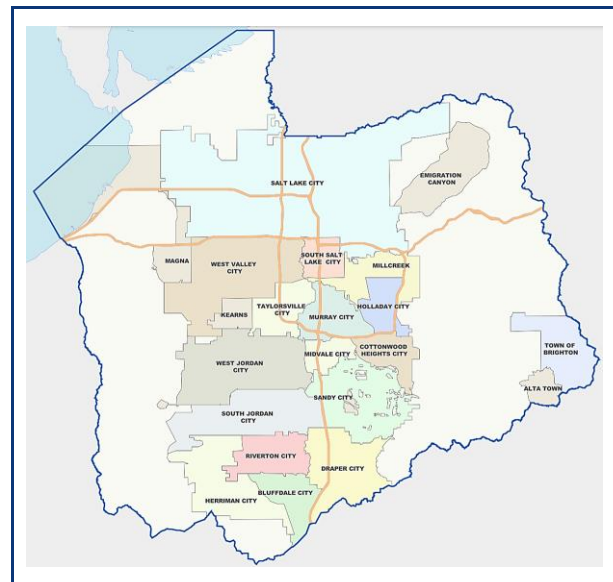 SALT LAKE CITY
EMIGRATION
CANYON
MAGNA
WEST VALLEY
CITY
SOUTH SALT
LAKE CITY
MILLCREEK
KEARNS
TAYLORSVILLE
CITY
MURRAY CITY
HOLLADAY CITY
WEST JORDAN
CITY
MIDVALE CITY
COTTONWOOD
HEIGHTS CITY
TOWN OF
BRIGHTON
ALTA TOWN
SANDY CITY
SOUTH JORDAN
CITY
RIVERTON CITY
DRAPER CITY
HERRIMAN CITY
BLUFFDALE CITY